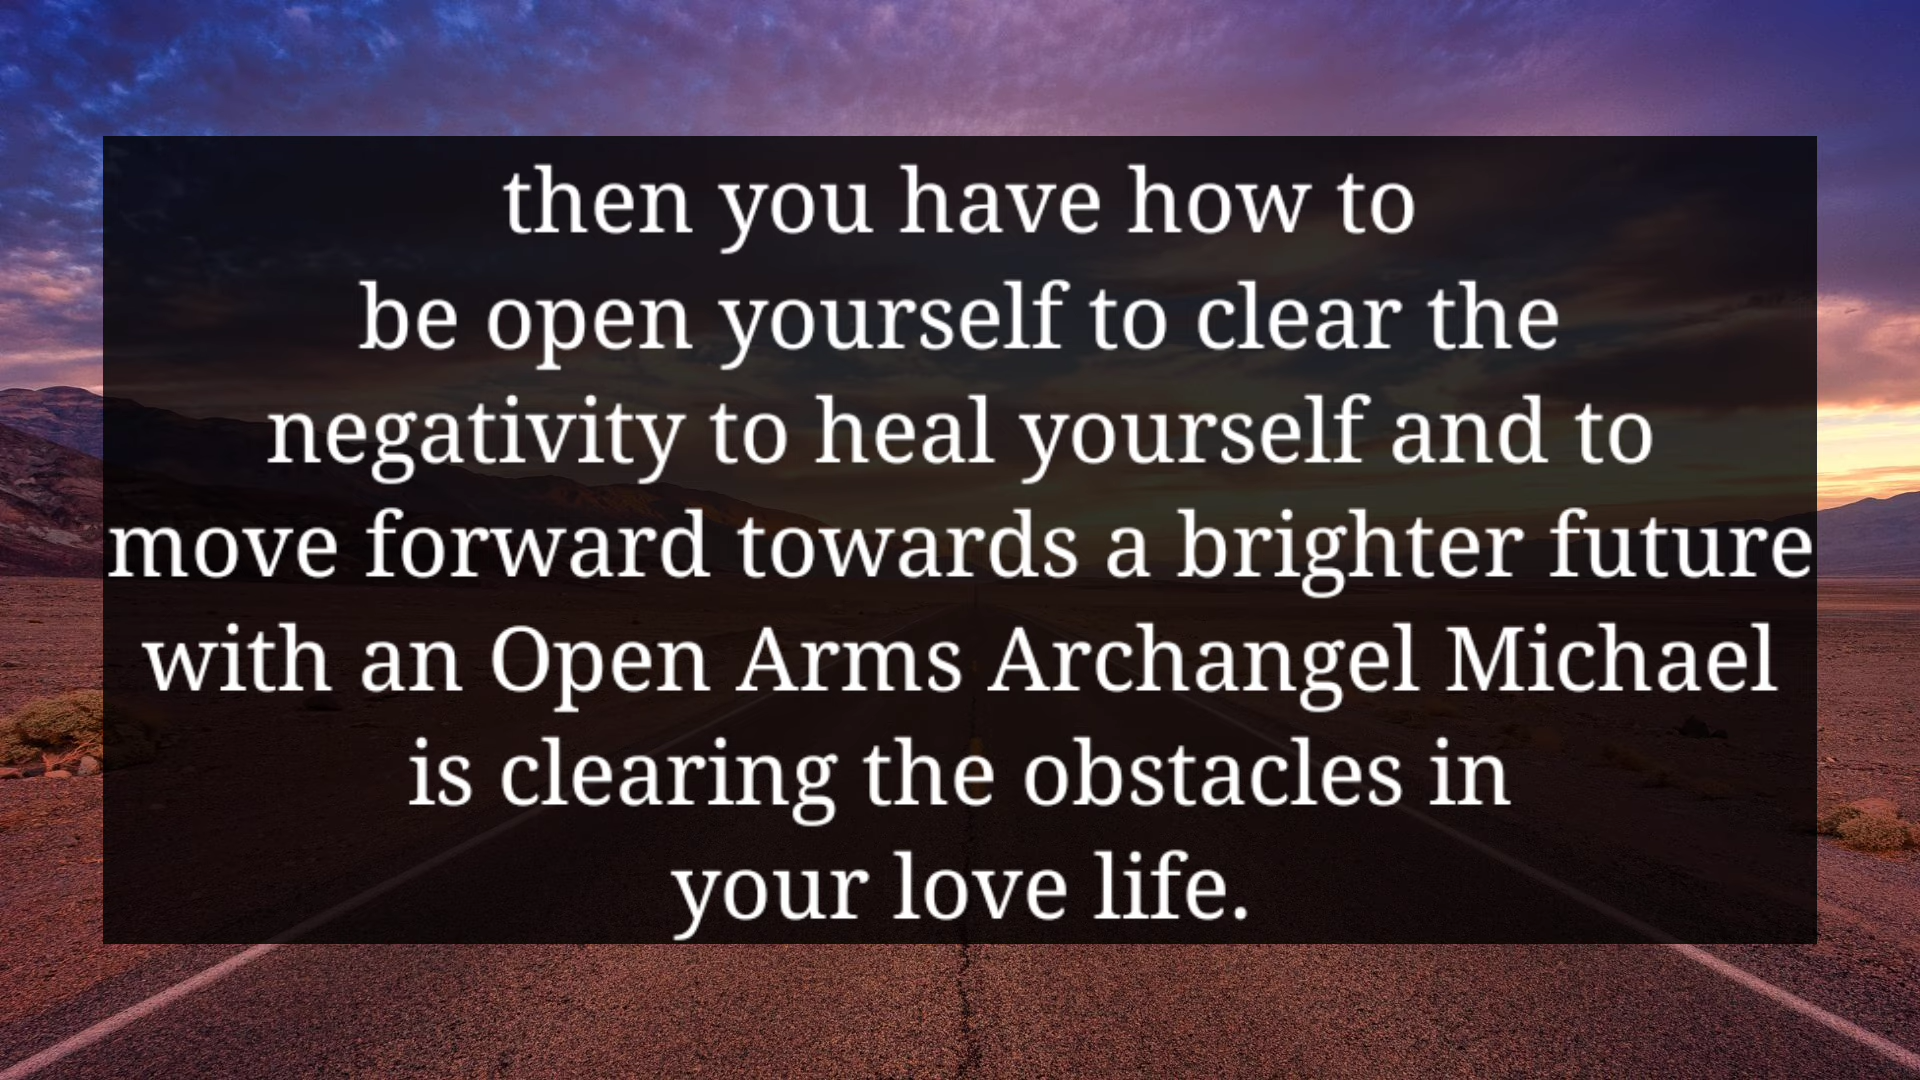 then you have how to
be open yourself to clear the
negativity to heal yourself and to
move forward towards a brighter future
with an Open Arms Archangel Michael
is clearing the obstacles in
your love life.